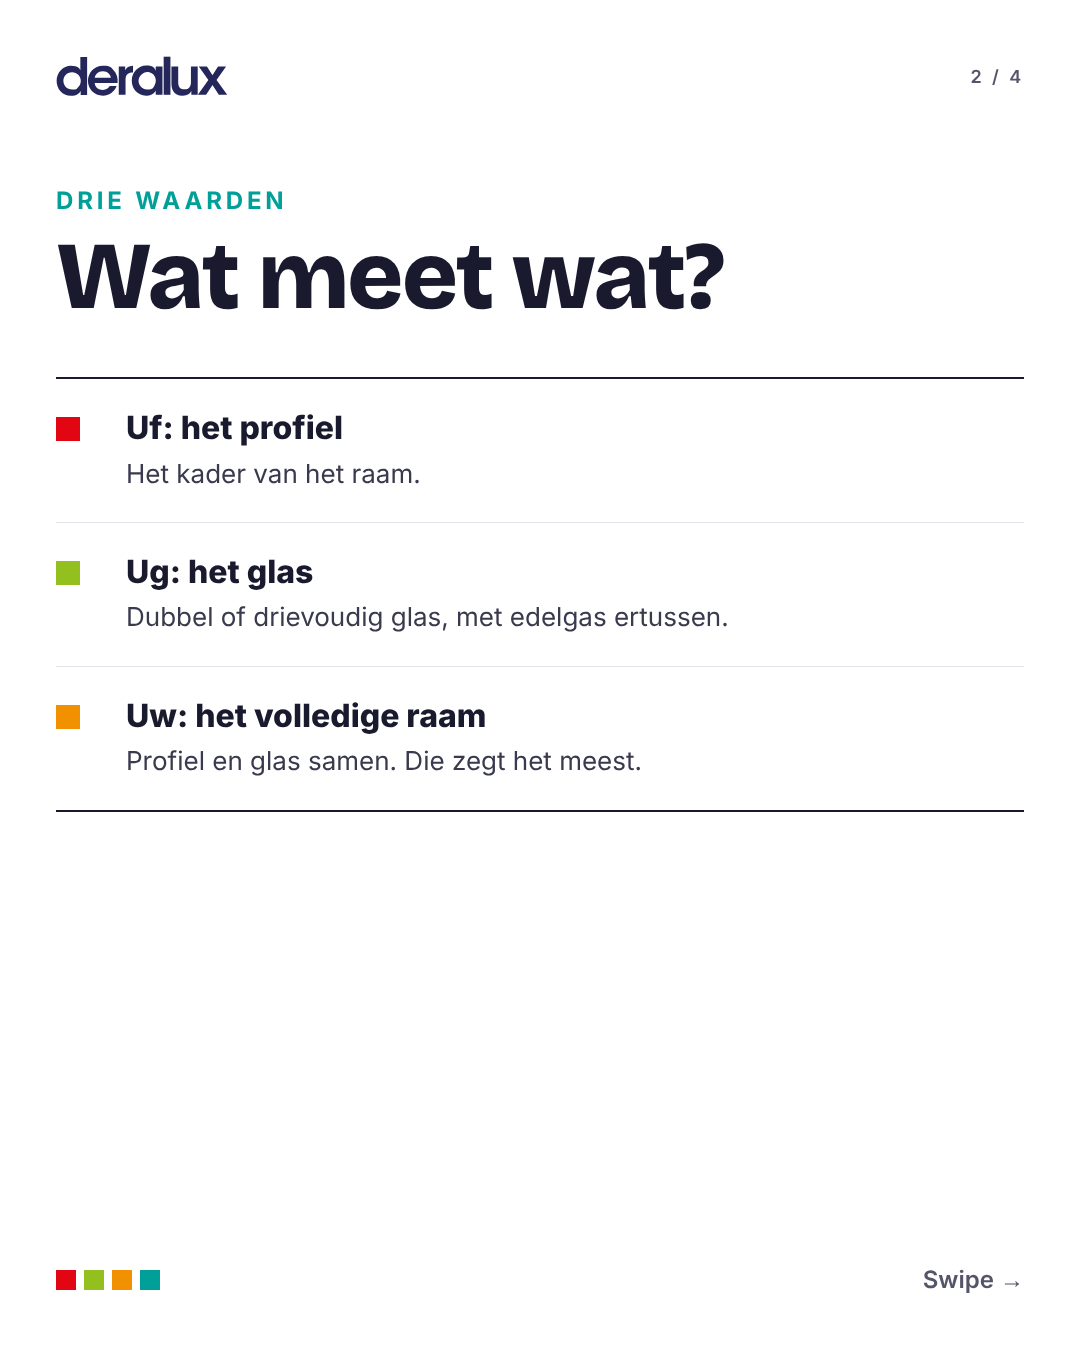 deralux
2 / 4
DRIE WAARDEN
Wat meet wat?
Uf: het profiel
Het kader van het raam.
Ug: het glas
Dubbel of drievoudig glas, met edelgas ertussen.
Uw: het volledige raam
Profiel en glas samen. Die zegt het meest.
Swipe →